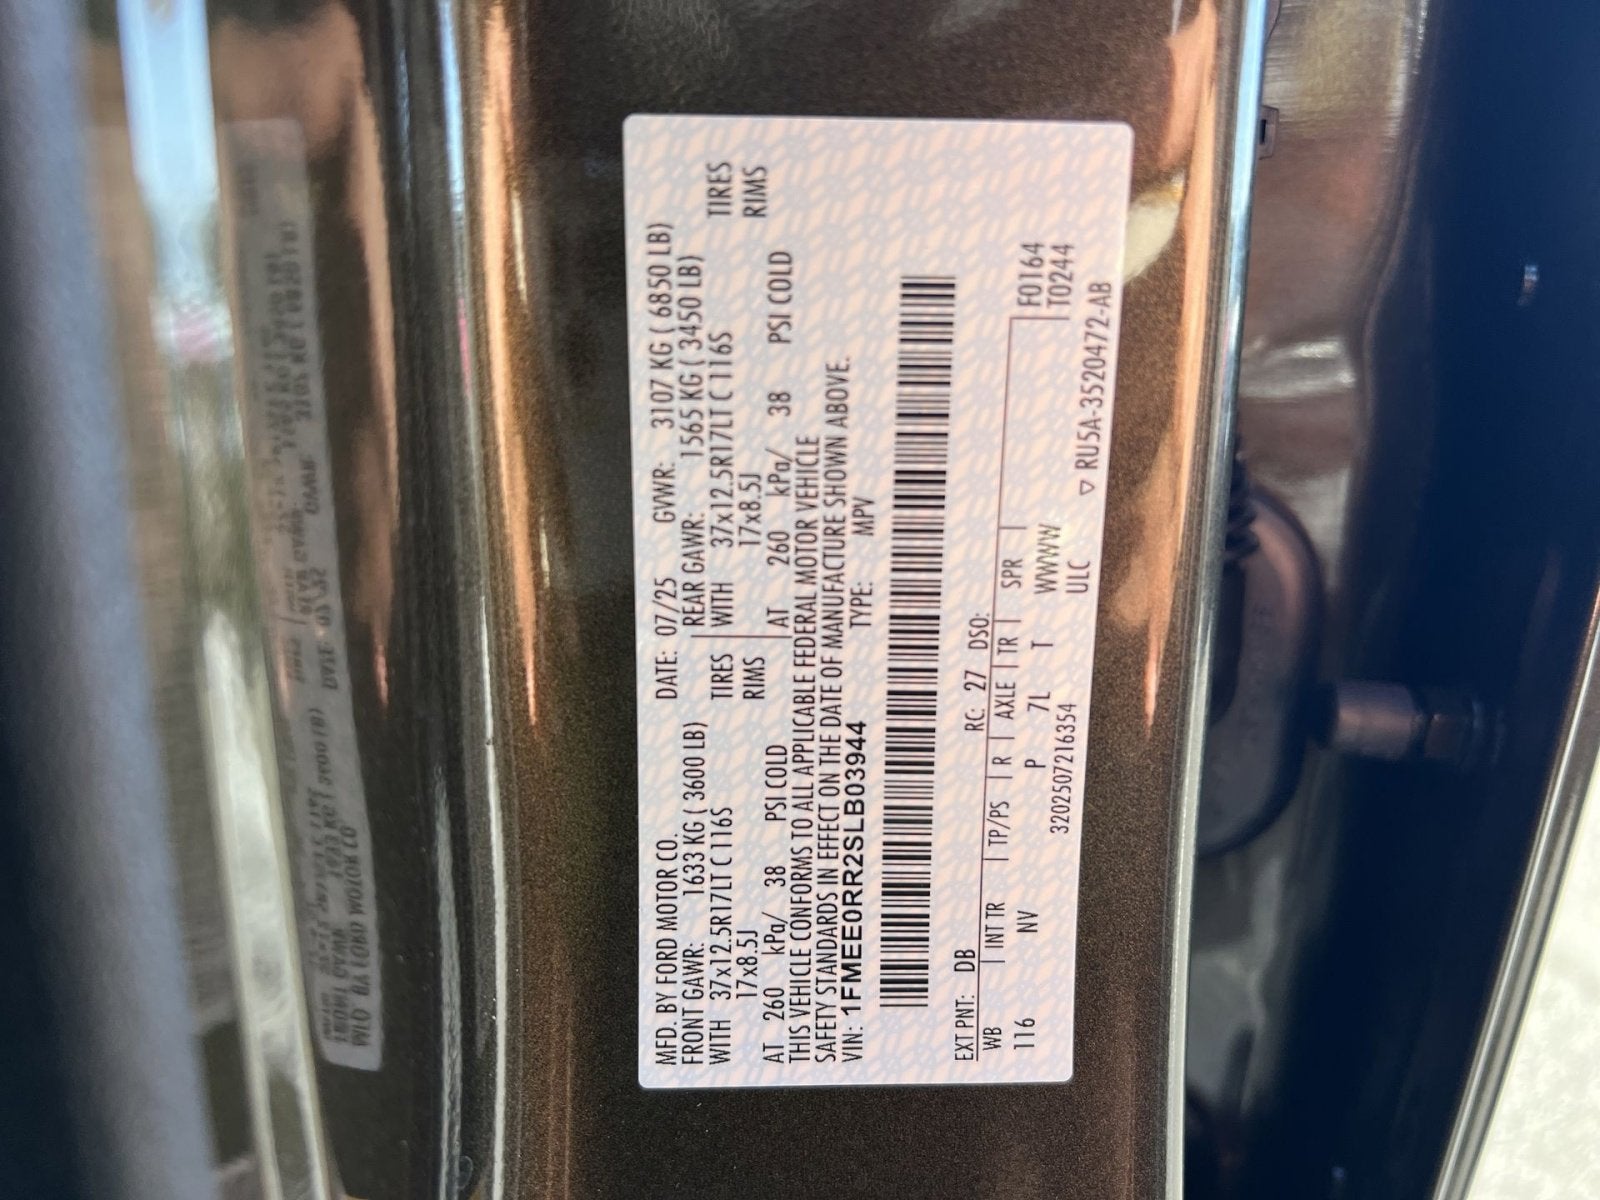 MFD. BY FORD MOTOR CO. DATE: 07/25 GVWR: 3107 KG ( 6850 LB)
FRONT GAWR: 1633 KG ( 3600 LB) REAR GAWR: 1565 KG ( 3450 LB)
WITH 37x12.5R17LT C 116S TIRES WITH 37x12.5R17LT C 116S TIRES
17x8.5J RIMS 17x8.5J RIMS
AT 260 kPa/ 38 PSI COLD AT 260 kPa/ 38 PSI COLD
THIS VEHICLE CONFORMS TO ALL APPLICABLE FEDERAL MOTOR VEHICLE
SAFETY STANDARDS IN EFFECT ON THE DATE OF MANUFACTURE SHOWN ABOVE.
VIN: 1FMEE0RR2SLB03944 TYPE: MPV
EXT PNT: DB RC: 27 DSO:
WB INT TR TP/PS R AXLE TR SPR F0164
116 NV P 7L T WWWW T0244
3202507216354 ULC
▽ RU5A-3520472-AB